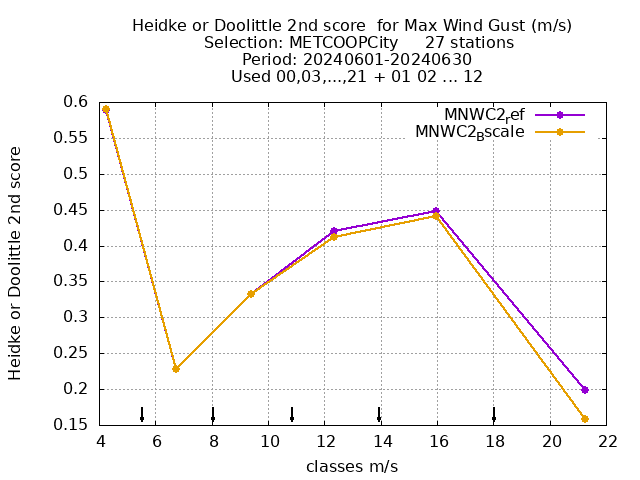 Heidke or Doolittle 2nd score  for Max Wind Gust (m/s)
Selection: METCOOPCity     27 stations
Period: 20240601-20240630
Used 00,03,...,21 + 01 02 ... 12
MNWC2ref
MNWC2Bscale
Heidke or Doolittle 2nd score
0.6
0.55
0.5
0.45
0.4
0.35
0.3
0.25
0.2
0.15
4 6 8 10 12 14 16 18 20 22
classes m/s